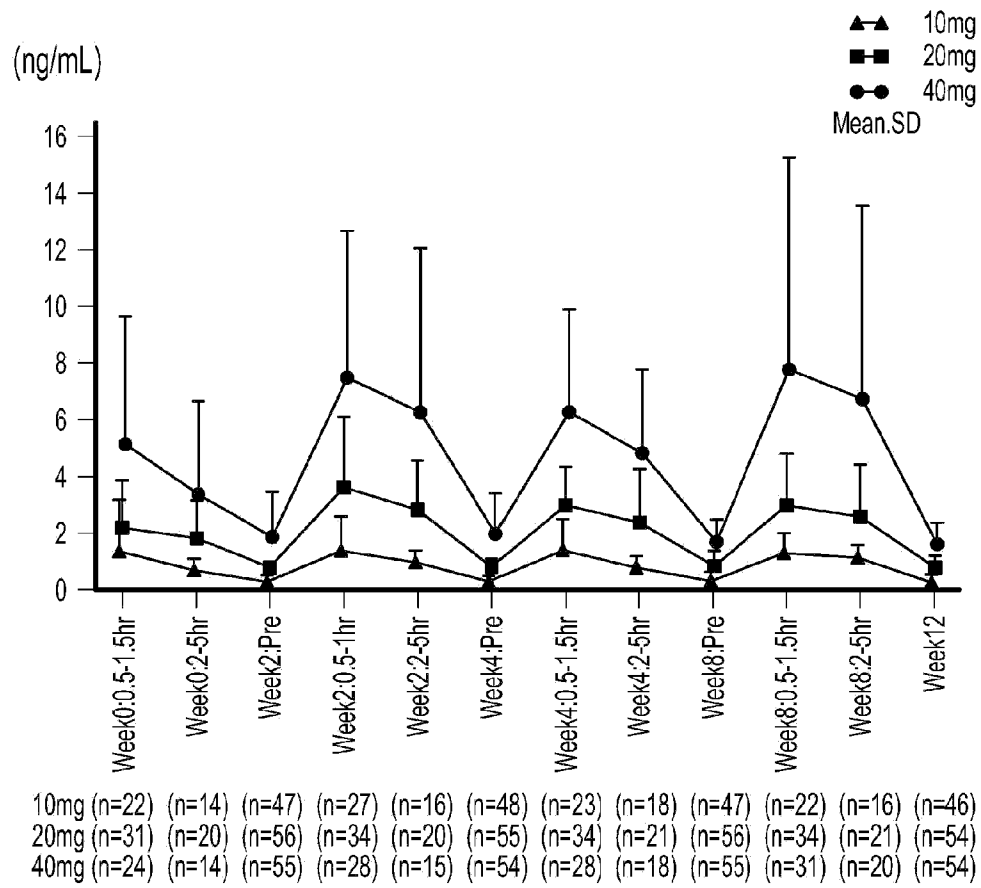 10mg
20mg
40mg
Mean.SD
(ng/mL)
16
14
12
10
8
6
4
2
0
Week0:0.5-1.5hr
Week0:2-5hr
Week2:Pre
Week2:0.5-1hr
Week2:2-5hr
Week4:Pre
Week4:0.5-1.5hr
Week4:2-5hr
Week8:Pre
Week8:0.5-1.5hr
Week8:2-5hr
Week12
10mg (n=22) (n=14) (n=47) (n=27) (n=16) (n=48) (n=23) (n=18) (n=47) (n=22) (n=16) (n=46)
20mg (n=31) (n=20) (n=56) (n=34) (n=20) (n=55) (n=34) (n=21) (n=56) (n=34) (n=21) (n=54)
40mg (n=24) (n=14) (n=55) (n=28) (n=15) (n=54) (n=28) (n=18) (n=55) (n=31) (n=20) (n=54)